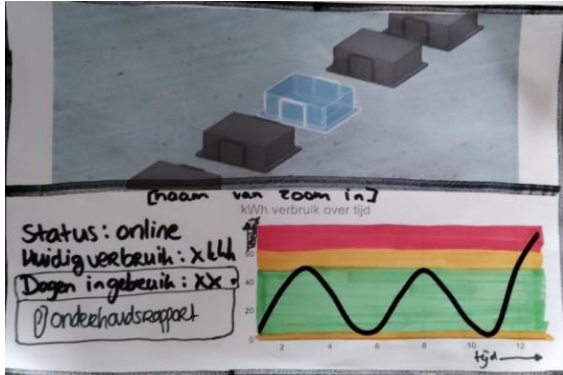 [naam van zoom in]
kWh verbruik over tijd
Status: online
Huidig verbruik: X kWh
Dagen in gebruik: XX
onderhoudsrapport
60
40
20
0
2 4 6 8 10 12
tijd